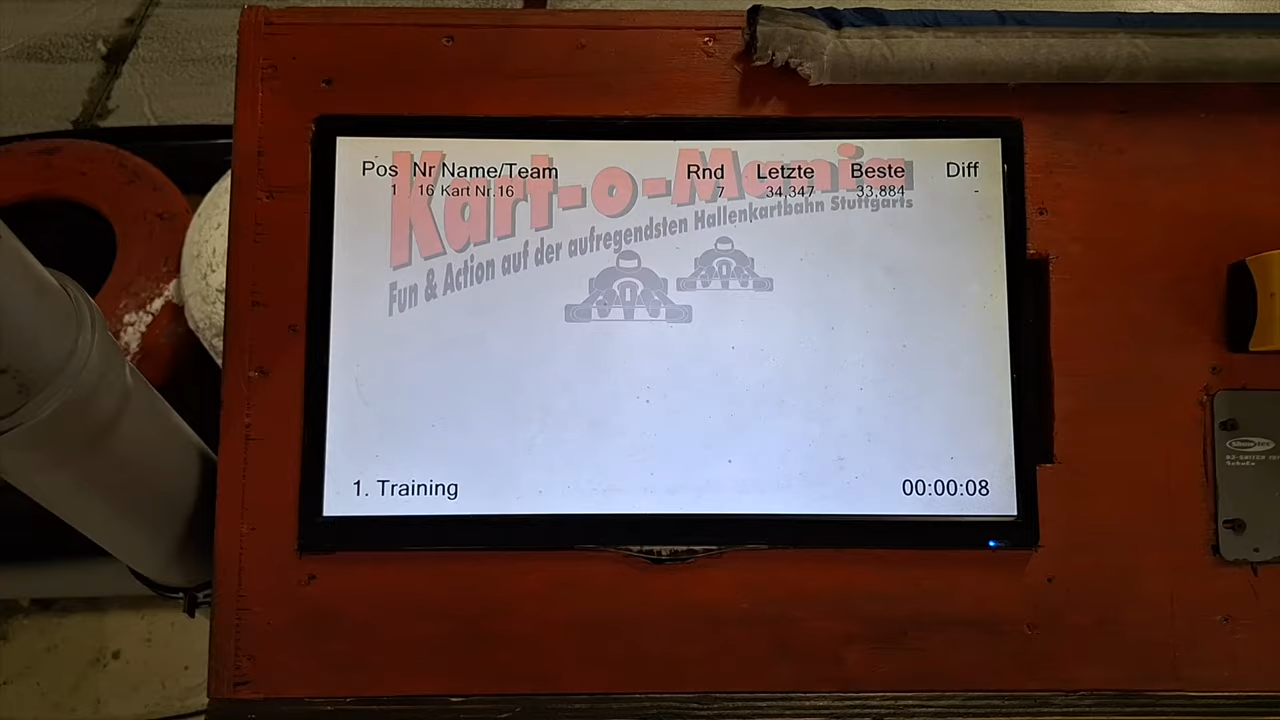 Kart-o-Mania
Fun & Action auf der aufregendsten Hallenkartbahn Stuttgarts
Pos Nr Name/Team Rnd Letzte Beste Diff
1 16 Kart Nr.16 7 34,347 33,884 -
1. Training 00:00:08
Showtec